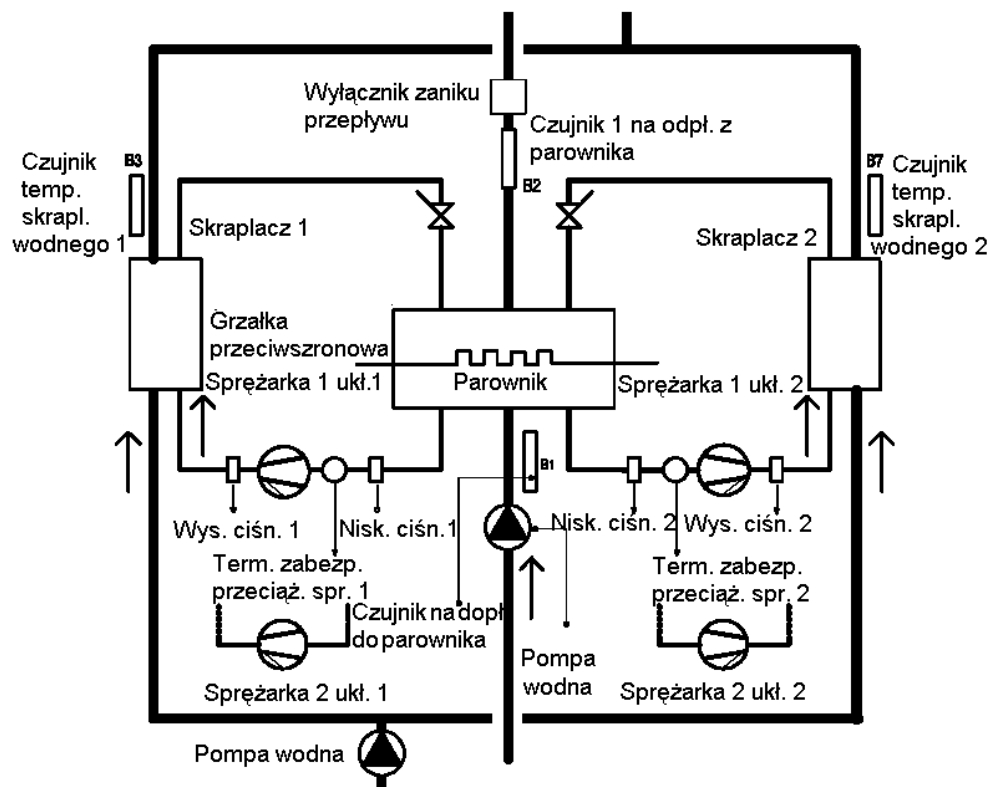 Wyłącznik zaniku
przepływu
Czujnik 1 na odpł. z
parownika
B2
B3
Czujnik
temp.
skrapl.
wodnego 1
B7
Czujnik
temp.
skrapl.
wodnego 2
Skraplacz 1
Skraplacz 2
Grzałka
przeciwszronowa
Parownik
Sprężarka 1 ukł.1
Sprężarka 1 ukł. 2
B1
Wys. ciśn. 1
Nisk. ciśn.1
Nisk. ciśn. 2
Wys. ciśn. 2
Term. zabezp.
przeciąż. spr. 1
Term. zabezp.
przeciąż. spr. 2
Czujnik na dopł
do parownika
Pompa
wodna
Sprężarka 2 ukł. 1
Sprężarka 2 ukł. 2
Pompa wodna